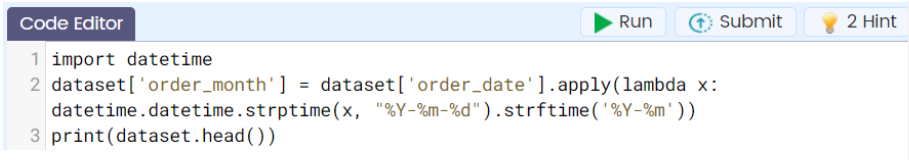 Code Editor
Run
Submit
2 Hint
1 import datetime
2 dataset['order_month'] = dataset['order_date'].apply(lambda x:
datetime.datetime.strptime(x, "%Y-%m-%d").strftime('%Y-%m'))
3 print(dataset.head())